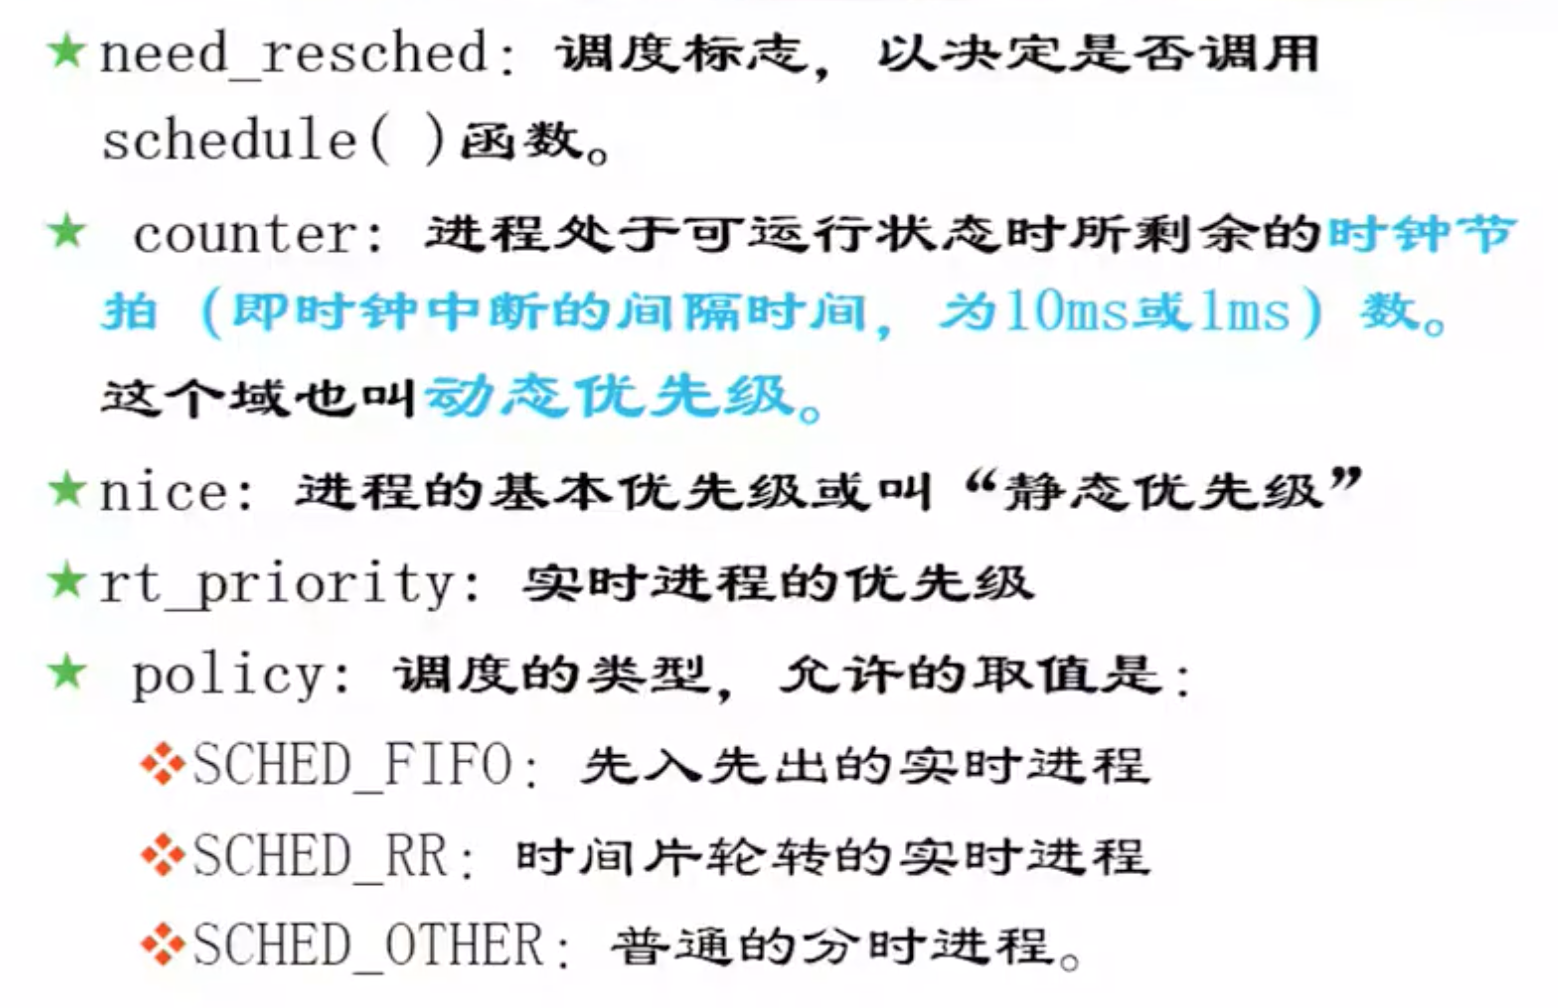 ★need_resched: 调度标志，以决定是否调用
schedule( )函数。
★ counter: 进程处于可运行状态时所剩余的时钟节
拍（即时钟中断的间隔时间，为10ms或1ms）数。
这个域也叫动态优先级。
★nice: 进程的基本优先级或叫“静态优先级”
★rt_priority: 实时进程的优先级
★ policy: 调度的类型，允许的取值是:
❖SCHED_FIFO: 先入先出的实时进程
❖SCHED_RR: 时间片轮转的实时进程
❖SCHED_OTHER: 普通的分时进程。